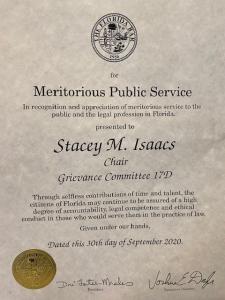 THE FLORIDA BAR
1950
for
Meritorious Public Service
In recognition and appreciation of meritorious service to the
public and the legal profession in Florida.
presented to
Stacey M. Isaacs
Chair
Grievance Committee 17D
Through selfless contributions of time and talent, the
citizens of Florida may continue to be assured of a high
degree of accountability, legal competence and ethical
conduct in those who would serve them in the practice of law.
Given under our hands,
Dated this 30th day of September 2020.
President